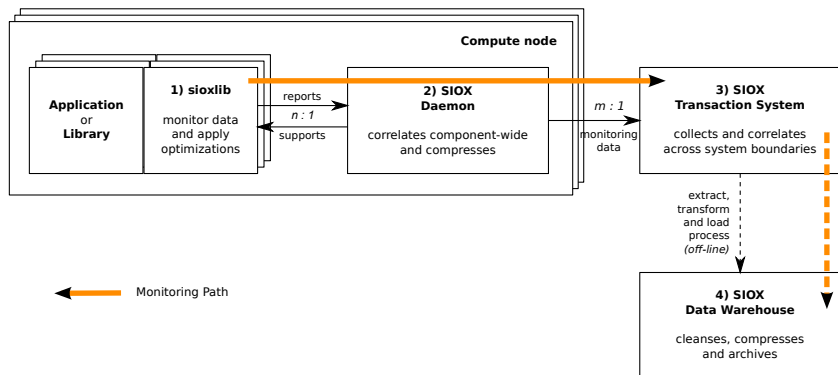 Compute node
Application
or
Library
1) sioxlib
monitor data
and apply
optimizations
reports
n : 1
supports
2) SIOX
Daemon
correlates component-wide
and compresses
m : 1
monitoring
data
3) SIOX
Transaction System
collects and correlates
across system boundaries
extract,
transform
and load
process
(off-line)
Monitoring Path
4) SIOX
Data Warehouse
cleanses, compresses
and archives